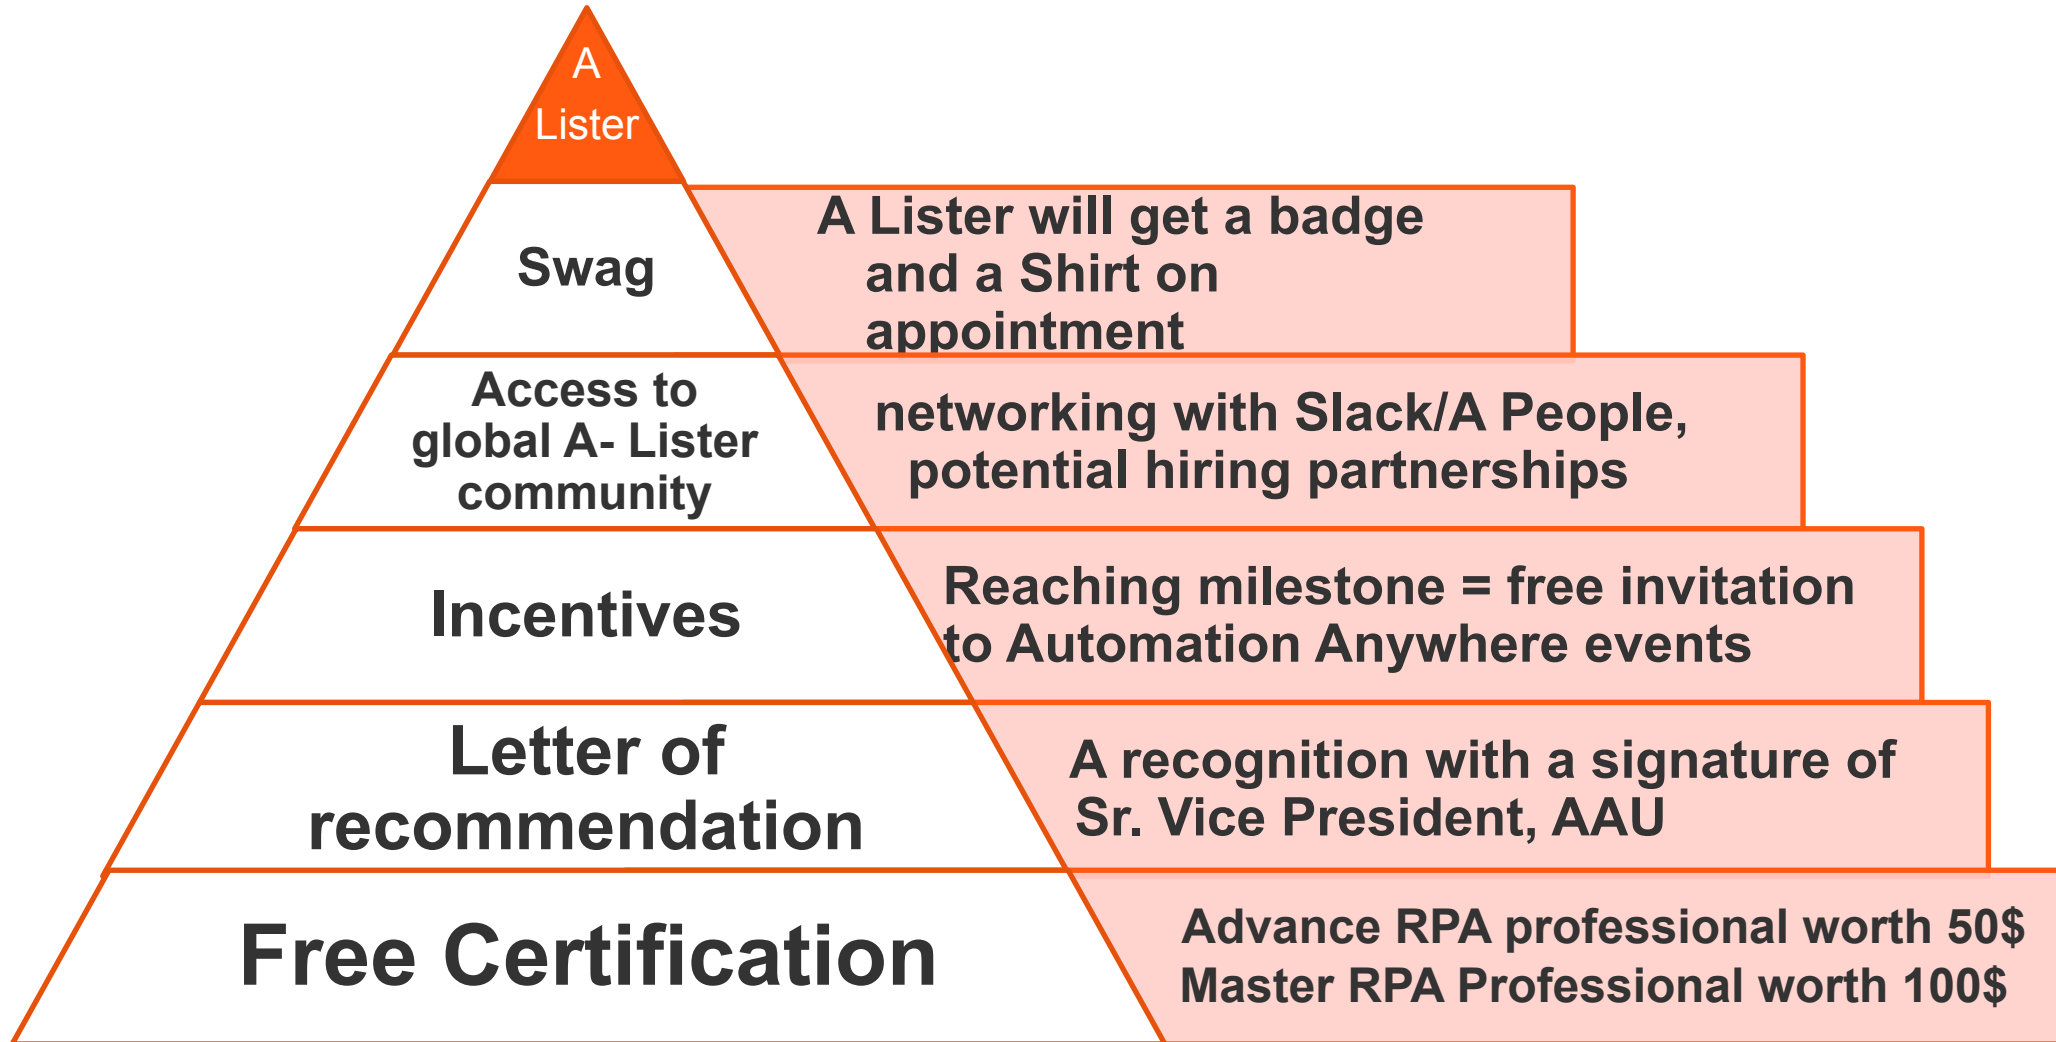 A
Lister
Swag
A Lister will get a badge
and a Shirt on
appointment
Access to
global A- Lister
community
networking with Slack/A People,
potential hiring partnerships
Incentives
Reaching milestone = free invitation
to Automation Anywhere events
Letter of
recommendation
A recognition with a signature of
Sr. Vice President, AAU
Free Certification
Advance RPA professional worth 50$
Master RPA Professional worth 100$